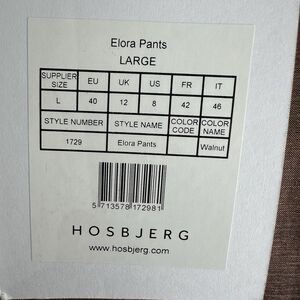 Elora Pants
LARGE
SUPPLIER SIZE EU UK US FR IT
L 40 12 8 42 46
STYLE NUMBER STYLE NAME COLOR CODE COLOR NAME
1729 Elora Pants Walnut
5 713578 172981
HOSBJERG
www.hosbjerg.com